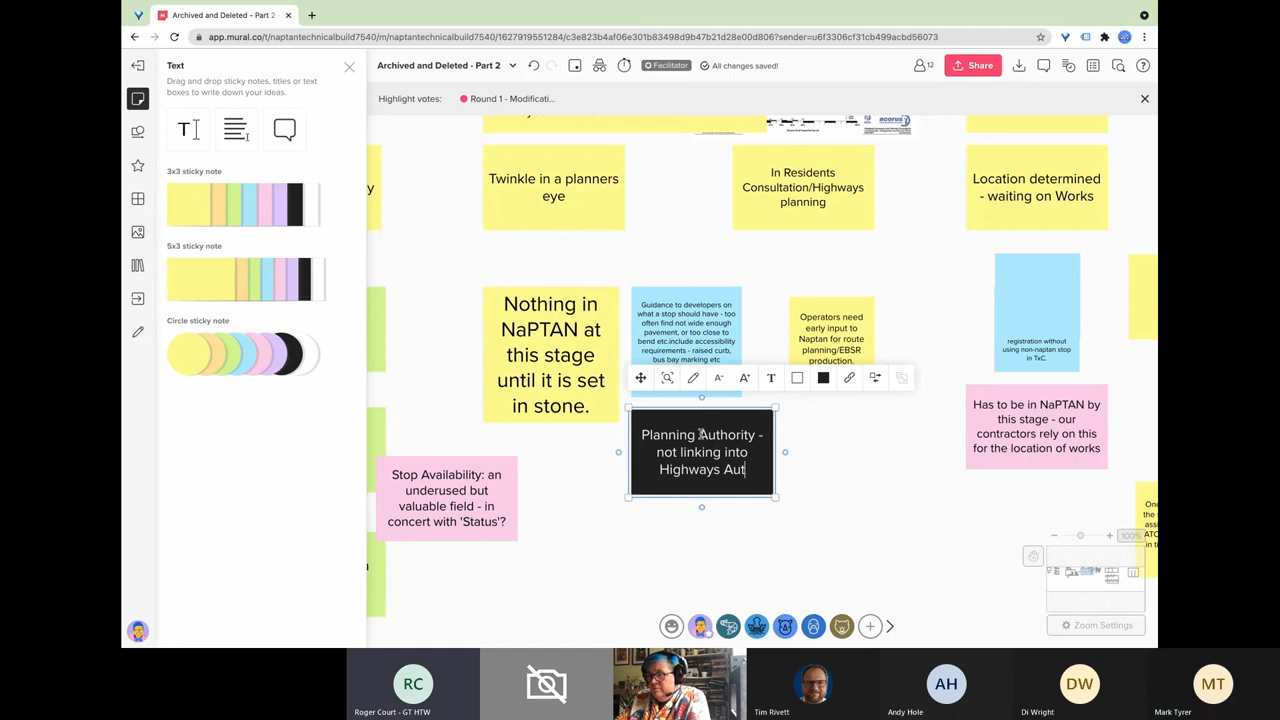 Archived and Deleted - Part 2
app.mural.co/t/naptantechnicalbuild7540/m/naptantechnicalbuild7540/1627919551284/c3e823b4af06e301b83498d9b47b21d28e00d806?sender=u6f3306cf31cb499acbd56073
Text
Drag and drop sticky notes, titles or text
boxes to write down your ideas.
3x3 sticky note
5x3 sticky note
Circle sticky note
Archived and Deleted - Part 2
Facilitator
All changes saved!
12
Share
Highlight votes:
Round 1 - Modificati...
acorus
Twinkle in a planners
eye
In Residents
Consultation/Highways
planning
Location determined
- waiting on Works
Nothing in
NaPTAN at
this stage
until it is set
in stone.
Guidance to developers on
what a stop should have - too
often find not wide enough
pavement, or too close to
bend etc.include accessibility
requirements - raised curb,
bus bay marking etc
Operators need
early input to
Naptan for route
planning/EBSR
production.
registration without
using non-naptan stop
in TxC.
Planning Authority -
not linking into
Highways Aut
Has to be in NaPTAN by
this stage - our
contractors rely on this
for the location of works
Stop Availability: an
underused but
valuable field - in
concert with 'Status'?
100%
Zoom Settings
RC
Roger Court - GT HTW
Tim Rivett
AH
Andy Hole
DW
Di Wright
MT
Mark Tyrer